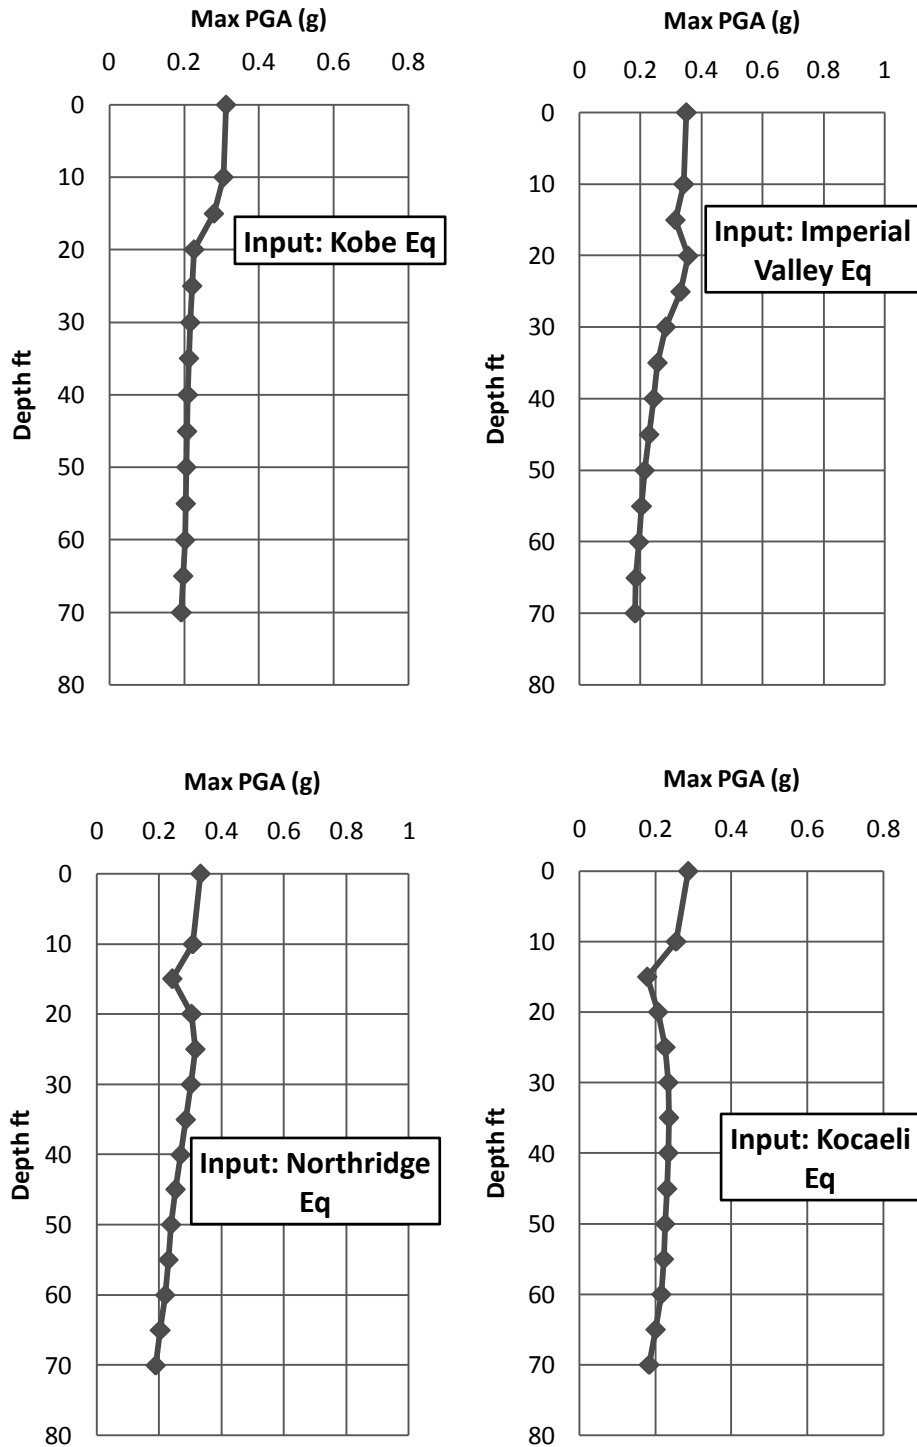 Max PGA (g)
0 0.2 0.4 0.6 0.8
0
10
20
30
40
50
60
70
80
Depth ft
Input: Kobe Eq
Max PGA (g)
0 0.2 0.4 0.6 0.8 1
0
10
20
30
40
50
60
70
80
Depth ft
Input: Imperial
Valley Eq
Max PGA (g)
0 0.2 0.4 0.6 0.8 1
0
10
20
30
40
50
60
70
80
Depth ft
Input: Northridge
Eq
Max PGA (g)
0 0.2 0.4 0.6 0.8
0
10
20
30
40
50
60
70
80
Depth ft
Input: Kocaeli
Eq